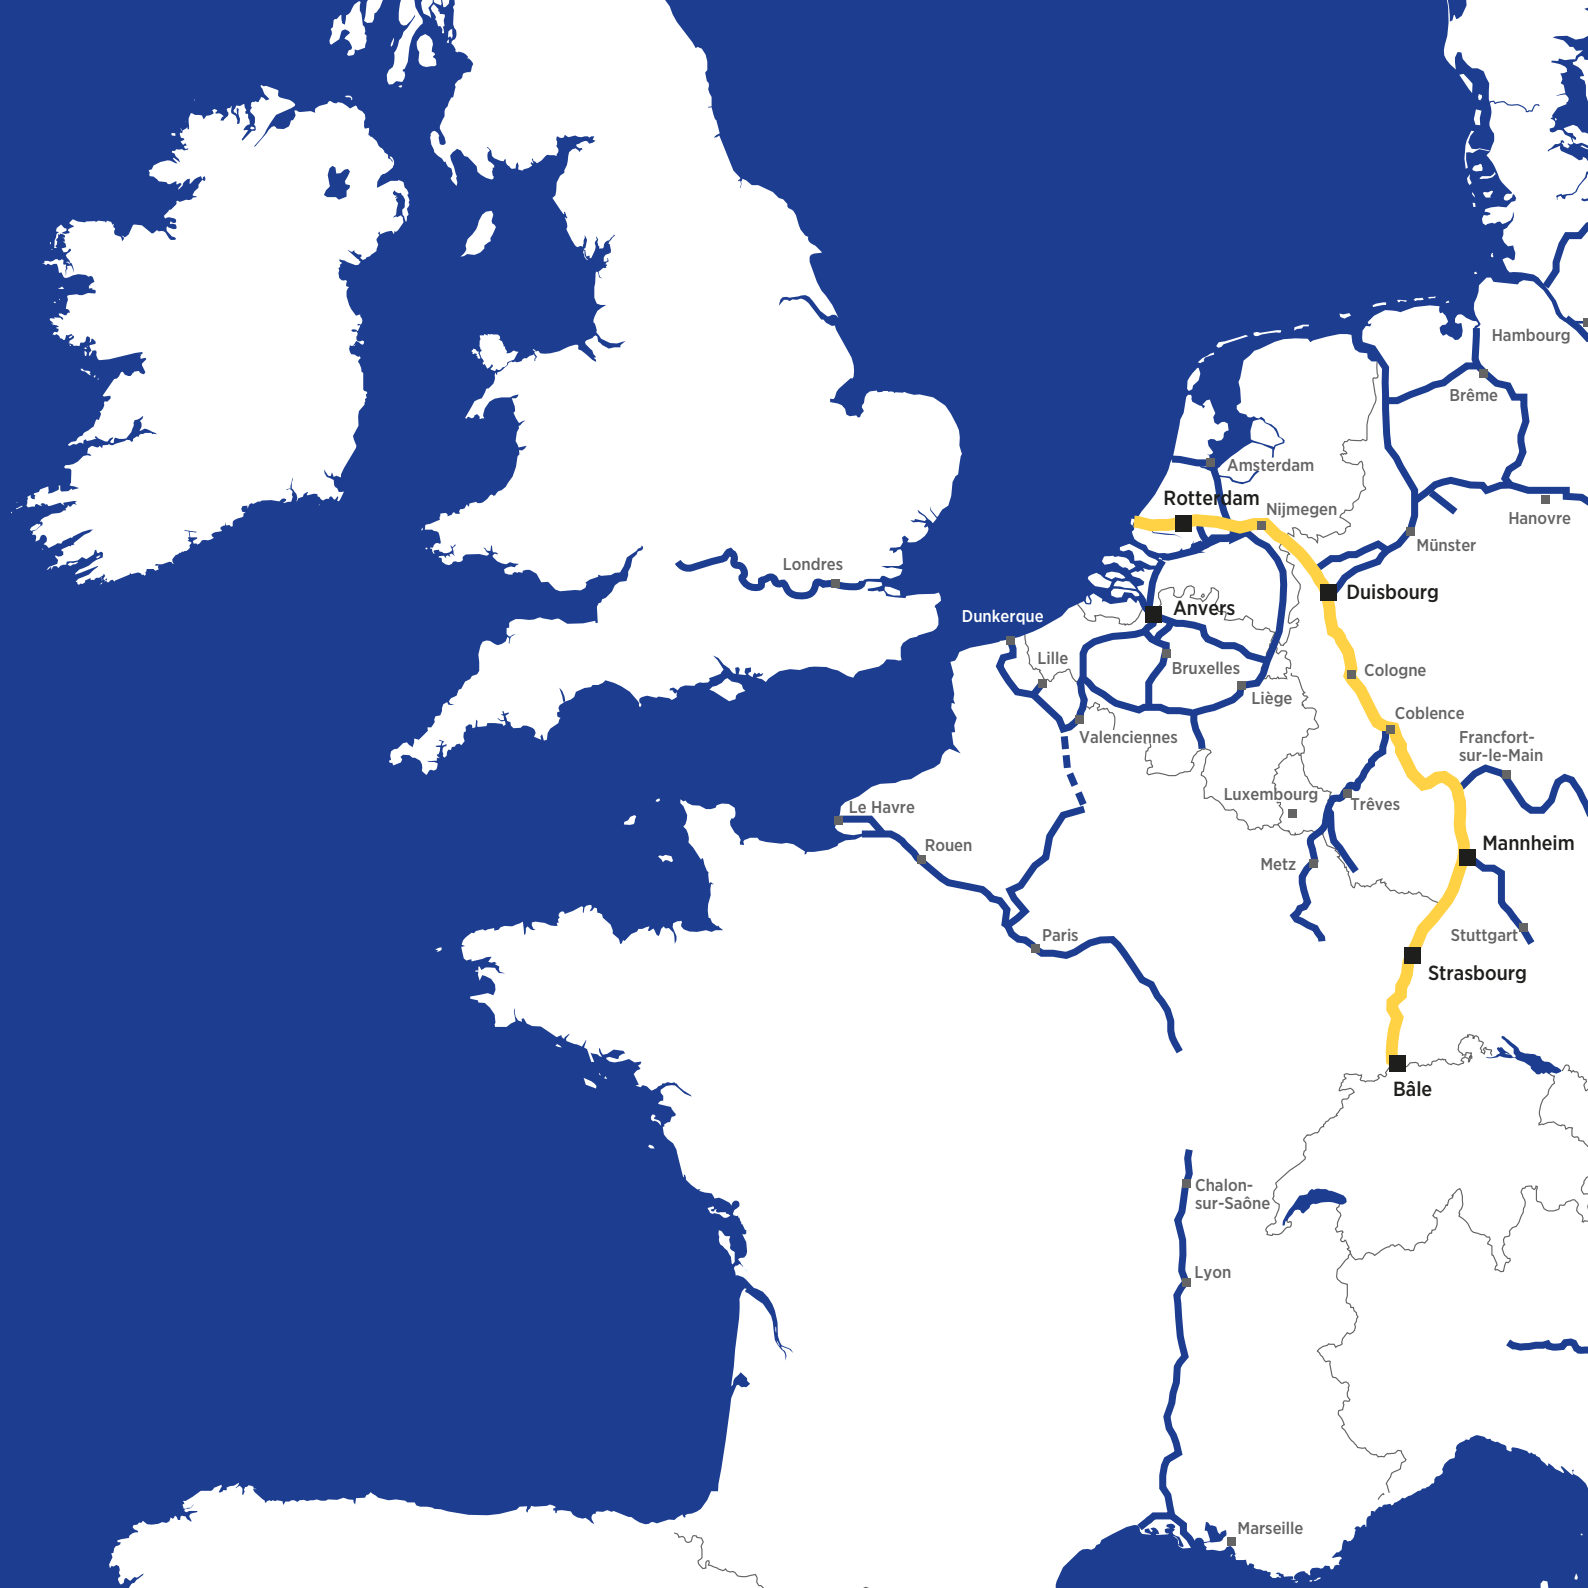 Hambourg
Brême
Amsterdam
Rotterdam
Nijmegen
Hanovre
Münster
Londres
Duisbourg
Anvers
Dunkerque
Lille
Bruxelles
Cologne
Liège
Coblence
Valenciennes
Francfort-
sur-le-Main
Luxembourg
Trêves
Le Havre
Rouen
Mannheim
Metz
Paris
Stuttgart
Strasbourg
Bâle
Chalon-
sur-Saône
Lyon
Marseille